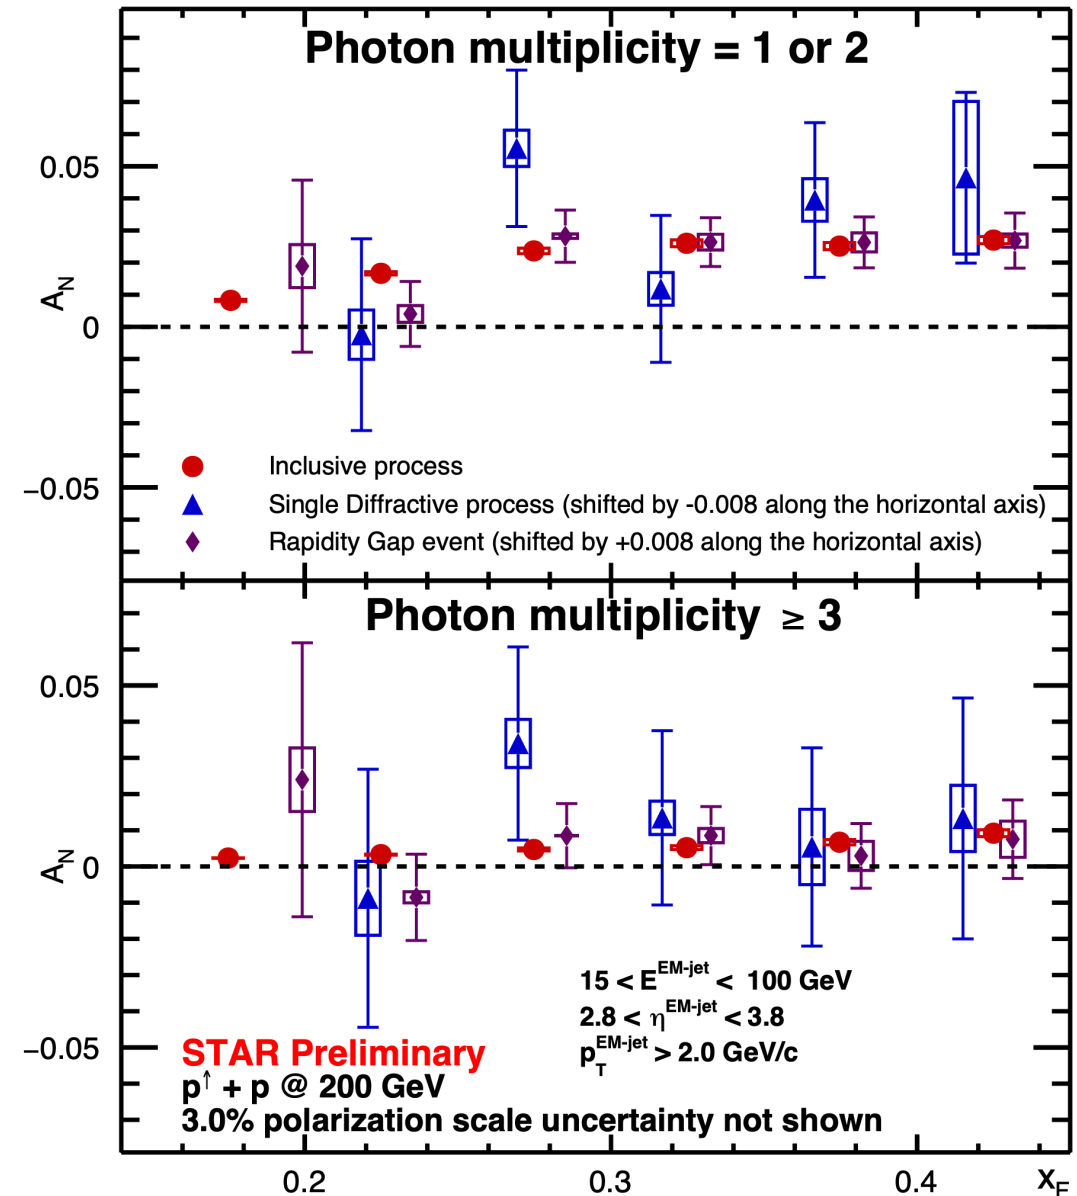 Photon multiplicity = 1 or 2
0.05
A_N
0
−0.05
Inclusive process
Single Diffractive process (shifted by -0.008 along the horizontal axis)
Rapidity Gap event (shifted by +0.008 along the horizontal axis)
Photon multiplicity ≥ 3
0.05
A_N
0
−0.05
15 < E^EM-jet < 100 GeV
2.8 < η^EM-jet < 3.8
p_T^EM-jet > 2.0 GeV/c
STAR Preliminary
p^↑ + p @ 200 GeV
3.0% polarization scale uncertainty not shown
0.2 0.3 0.4 x_F